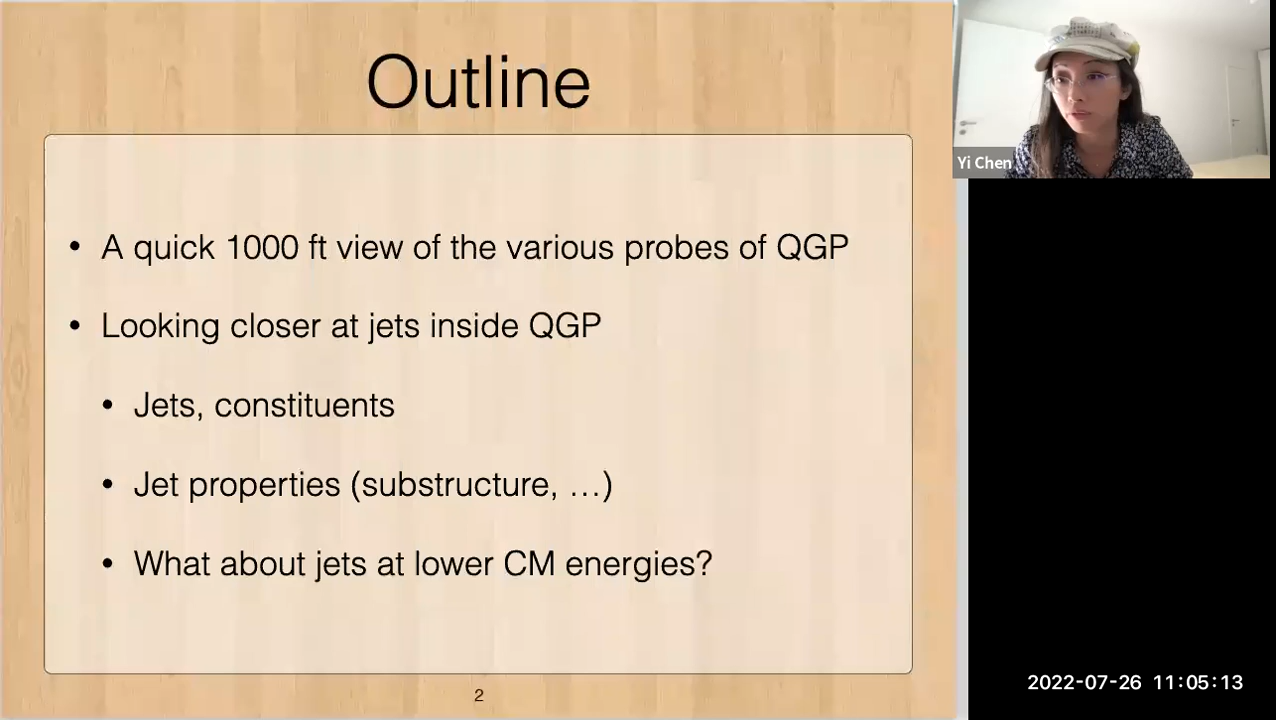 Outline
• A quick 1000 ft view of the various probes of QGP
• Looking closer at jets inside QGP
• Jets, constituents
• Jet properties (substructure, …)
• What about jets at lower CM energies?
2
Yi Chen
2022-07-26 11:05:13